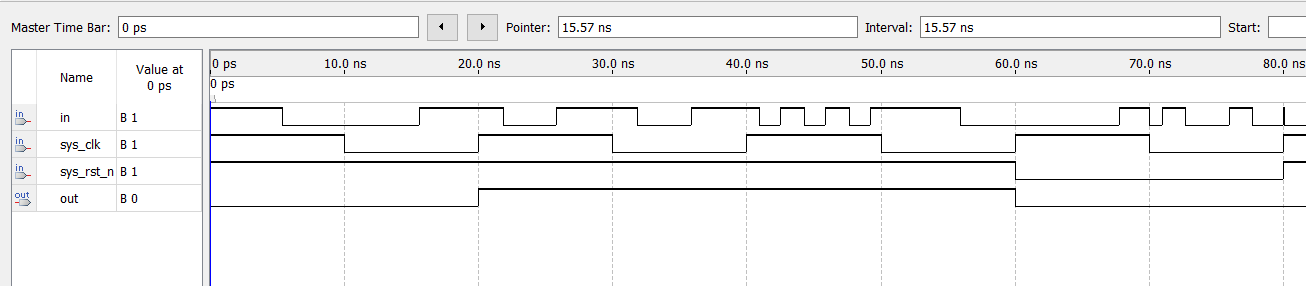 Master Time Bar: 0 ps Pointer: 15.57 ns Interval: 15.57 ns Start:
Name Value at 0 ps
0 ps 10.0 ns 20.0 ns 30.0 ns 40.0 ns 50.0 ns 60.0 ns 70.0 ns 80.0 ns
0 ps
in in B 1
in sys_clk B 1
in sys_rst_n B 1
out out B 0